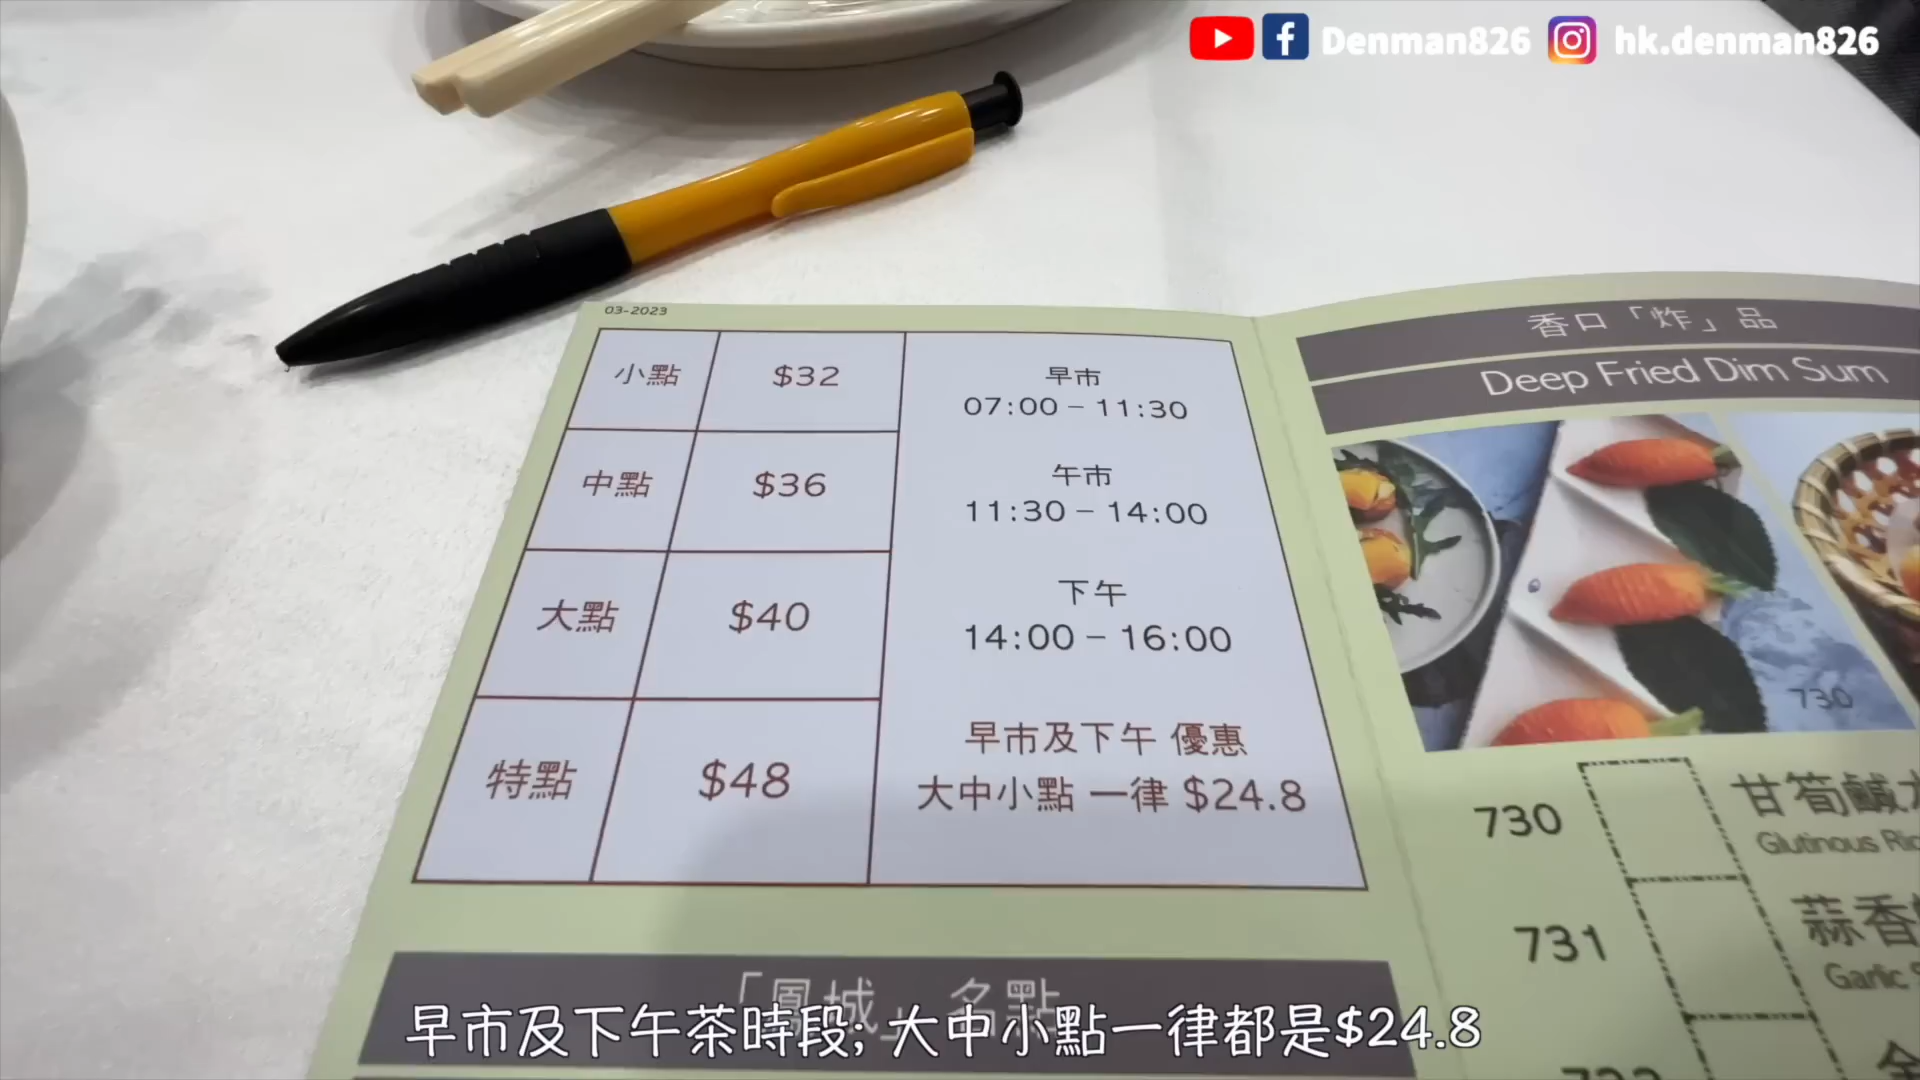 Denman826 hk.denman826
03-2023
小點 $32
中點 $36
大點 $40
特點 $48
早市
07:00 – 11:30
午市
11:30 – 14:00
下午
14:00 – 16:00
早市及下午 優惠
大中小點 一律 $24.8
香口「炸」品
Deep Fried Dim Sum
730
730 甘筍鹹
Glutinous
731 蒜香
Garlic
「鳳城」名點
早市及下午茶時段; 大中小點一律都是$24.8